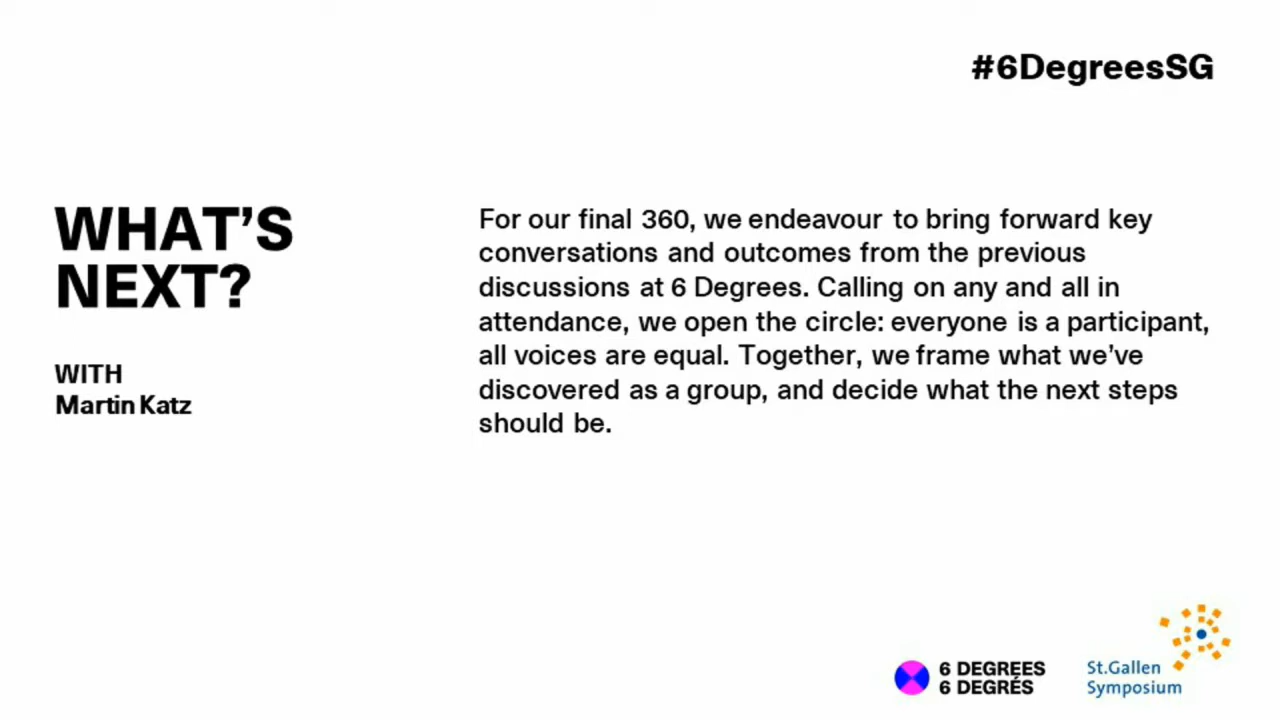 #6DegreesSG
WHAT’S
NEXT?
WITH
Martin Katz
For our final 360, we endeavour to bring forward key
conversations and outcomes from the previous
discussions at 6 Degrees. Calling on any and all in
attendance, we open the circle: everyone is a participant,
all voices are equal. Together, we frame what we’ve
discovered as a group, and decide what the next steps
should be.
6 DEGREES
6 DEGRÉS
St.Gallen
Symposium